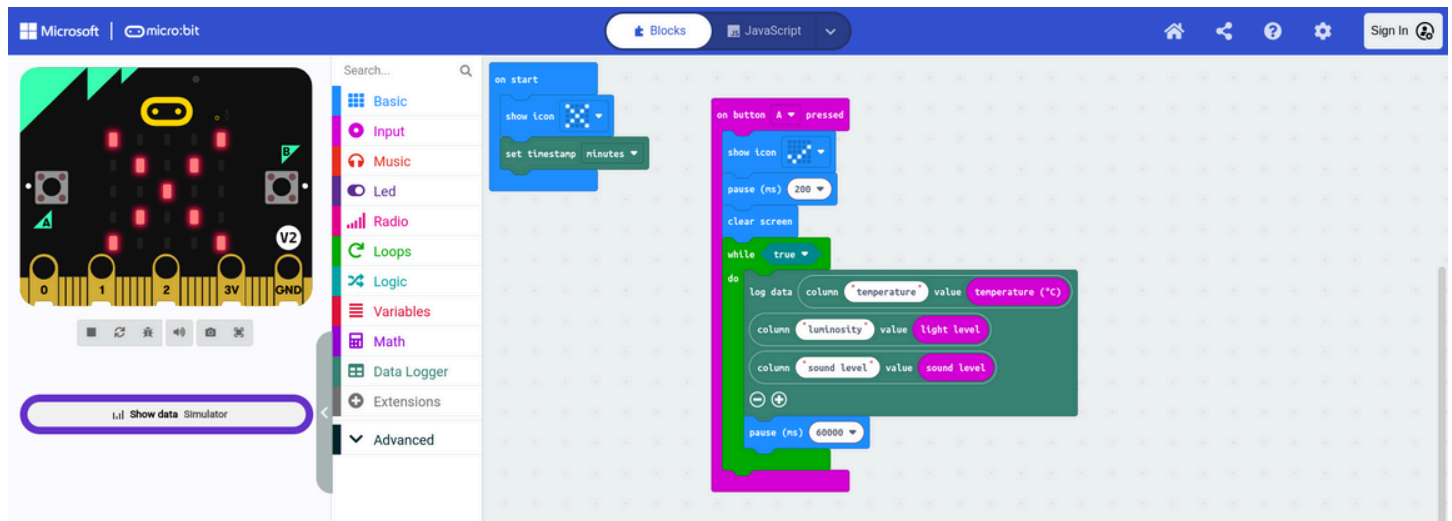 Microsoft micro:bit Blocks JavaScript Sign In
B
A
V2
0 1 2 3V GND
Show data Simulator
Search...
Basic
Input
Music
Led
Radio
Loops
Logic
Variables
Math
Data Logger
Extensions
Advanced
on start
show icon
set timestamp minutes
on button A pressed
show icon
pause (ms) 200
clear screen
while true
do
log data column "temperature" value temperature (°C)
column "luminosity" value light level
column "sound level" value sound level
pause (ms) 60000